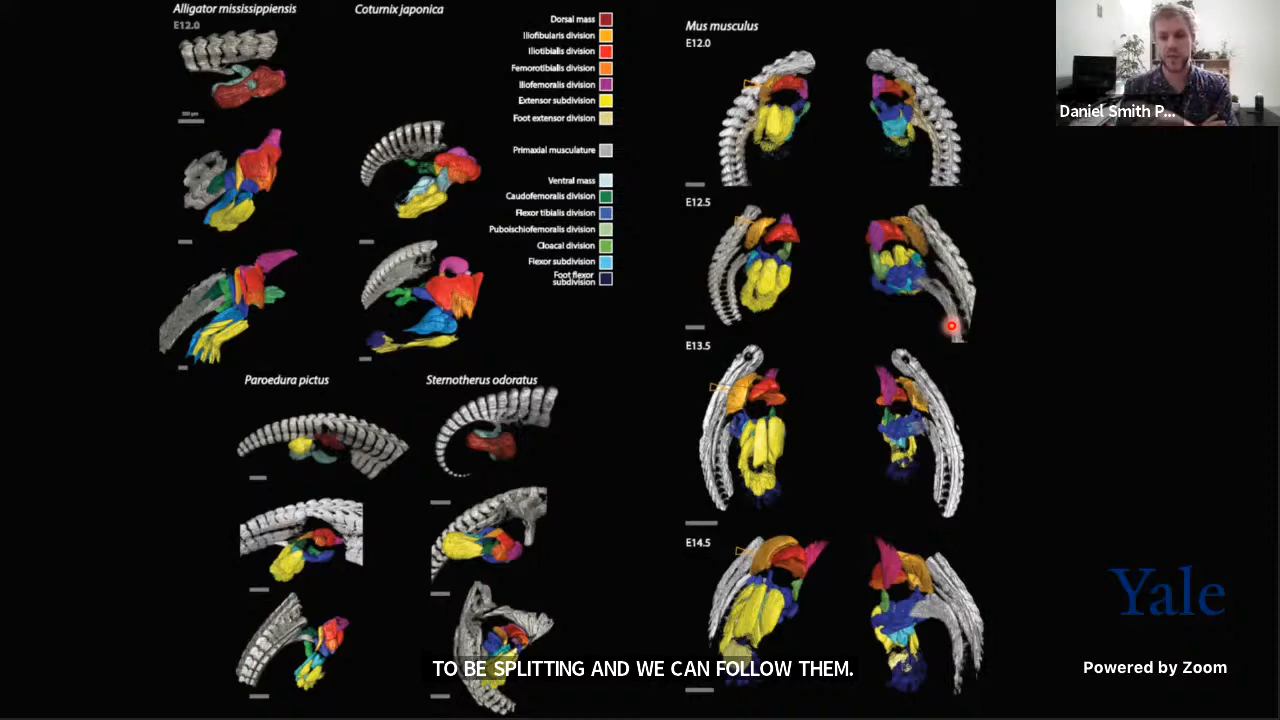 Alligator mississippiensis
E12.0
Coturnix japonica
Dorsal mass
Iliofibularis division
Iliotibialis division
Femorotibialis division
Iliofemoralis division
Extensor subdivision
Foot extensor division
Primaxial musculature
Ventral mass
Caudofemoralis division
Flexor tibialis division
Puboischiofemoralis division
Cloacal division
Flexor subdivision
Foot flexor
subdivision
Mus musculus
E12.0
E12.5
E13.5
E14.5
Paroedura pictus
Sternotherus odoratus
Daniel Smith P...
TO BE SPLITTING AND WE CAN FOLLOW THEM.
Yale
Powered by Zoom